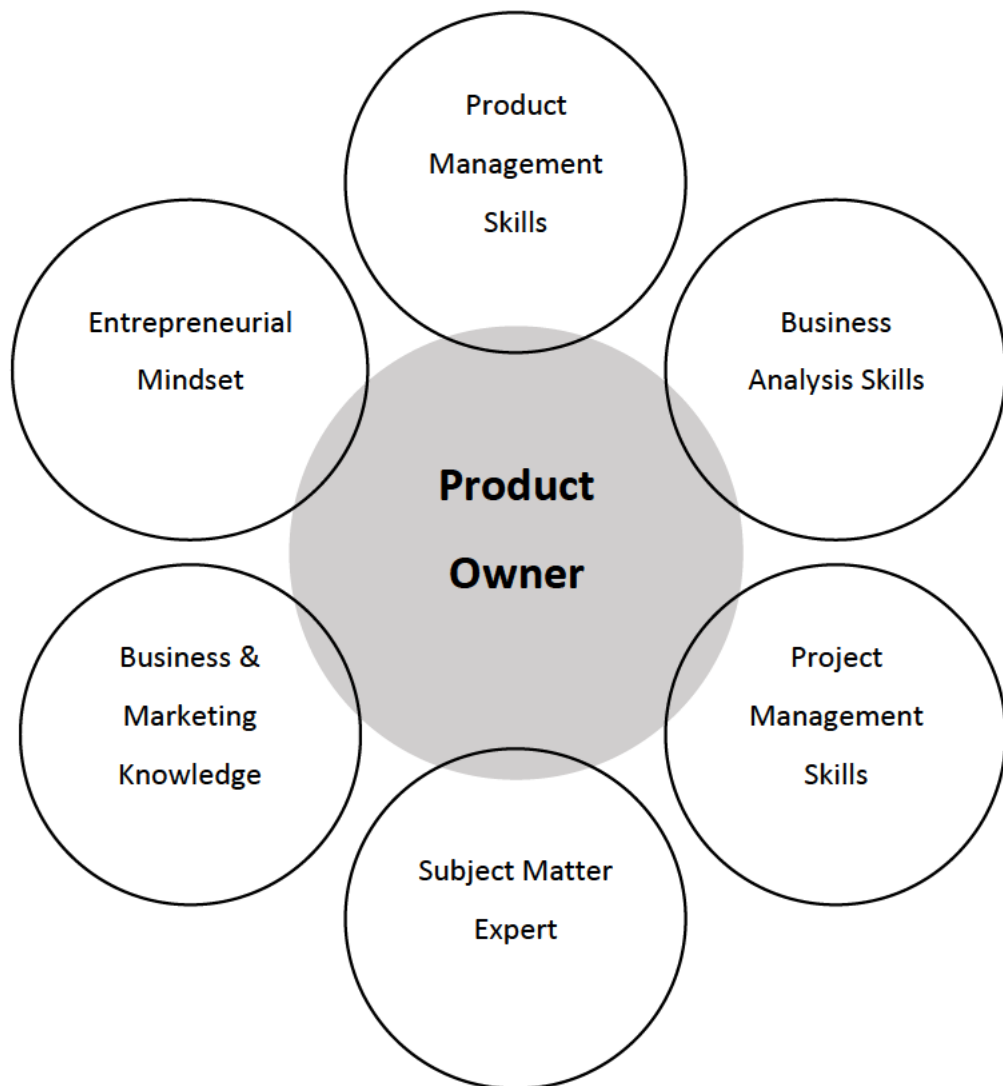 Product
Management
Skills
Entrepreneurial
Mindset
Business
Analysis Skills
Product
Owner
Business &
Marketing
Knowledge
Project
Management
Skills
Subject Matter
Expert